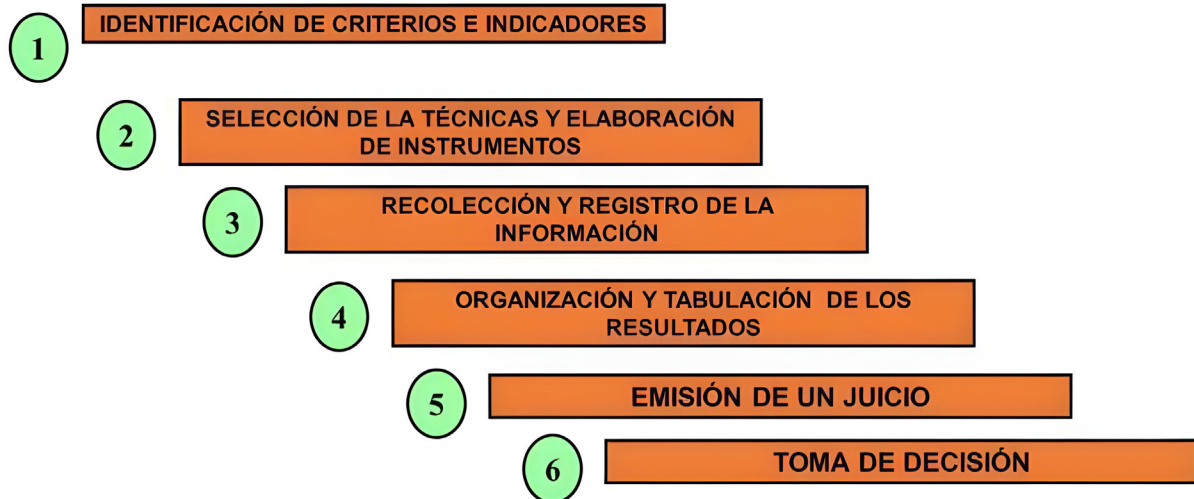 1
IDENTIFICACIÓN DE CRITERIOS E INDICADORES
2
SELECCIÓN DE LA TÉCNICAS Y ELABORACIÓN
DE INSTRUMENTOS
3
RECOLECCIÓN Y REGISTRO DE LA
INFORMACIÓN
4
ORGANIZACIÓN Y TABULACIÓN DE LOS
RESULTADOS
5
EMISIÓN DE UN JUICIO
6
TOMA DE DECISIÓN